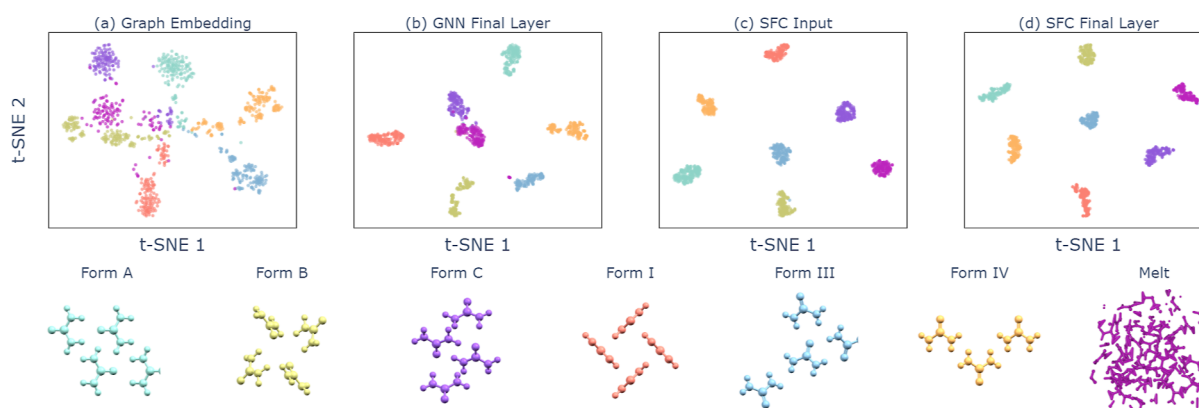 (a) Graph Embedding
(b) GNN Final Layer
(c) SFC Input
(d) SFC Final Layer
t-SNE 2
t-SNE 1
t-SNE 1
t-SNE 1
t-SNE 1
Form A
Form B
Form C
Form I
Form III
Form IV
Melt